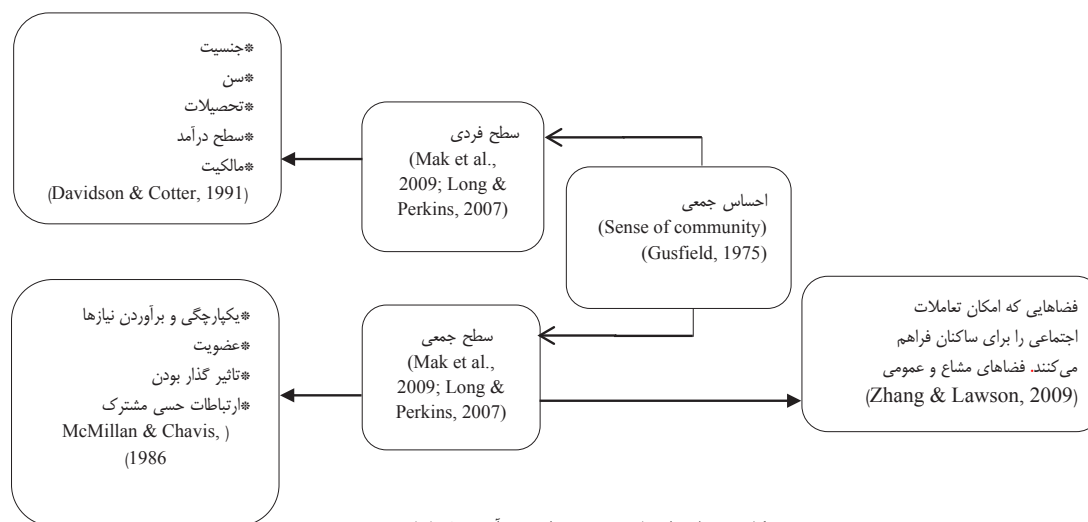 احساس جمعی
(Sense of community)
(Gusfield, 1975)
سطح فردی
(Mak et al.,
2009; Long &
Perkins, 2007)
*جنسیت
*سن
*تحصیلات
*سطح درآمد
*مالکیت
(Davidson & Cotter, 1991)
سطح جمعی
(Mak et al.,
2009; Long &
Perkins, 2007)
*یکپارچگی و برآوردن نیازها
*عضویت
*تاثیر گذار بودن
*ارتباطات حسی مشترک
McMillan & Chavis, )
(1986
فضاهایی که امکان تعاملات
اجتماعی را برای ساکنان فراهم
می‌کنند. فضاهای مشاع و عمومی
(Zhang & Lawson, 2009)